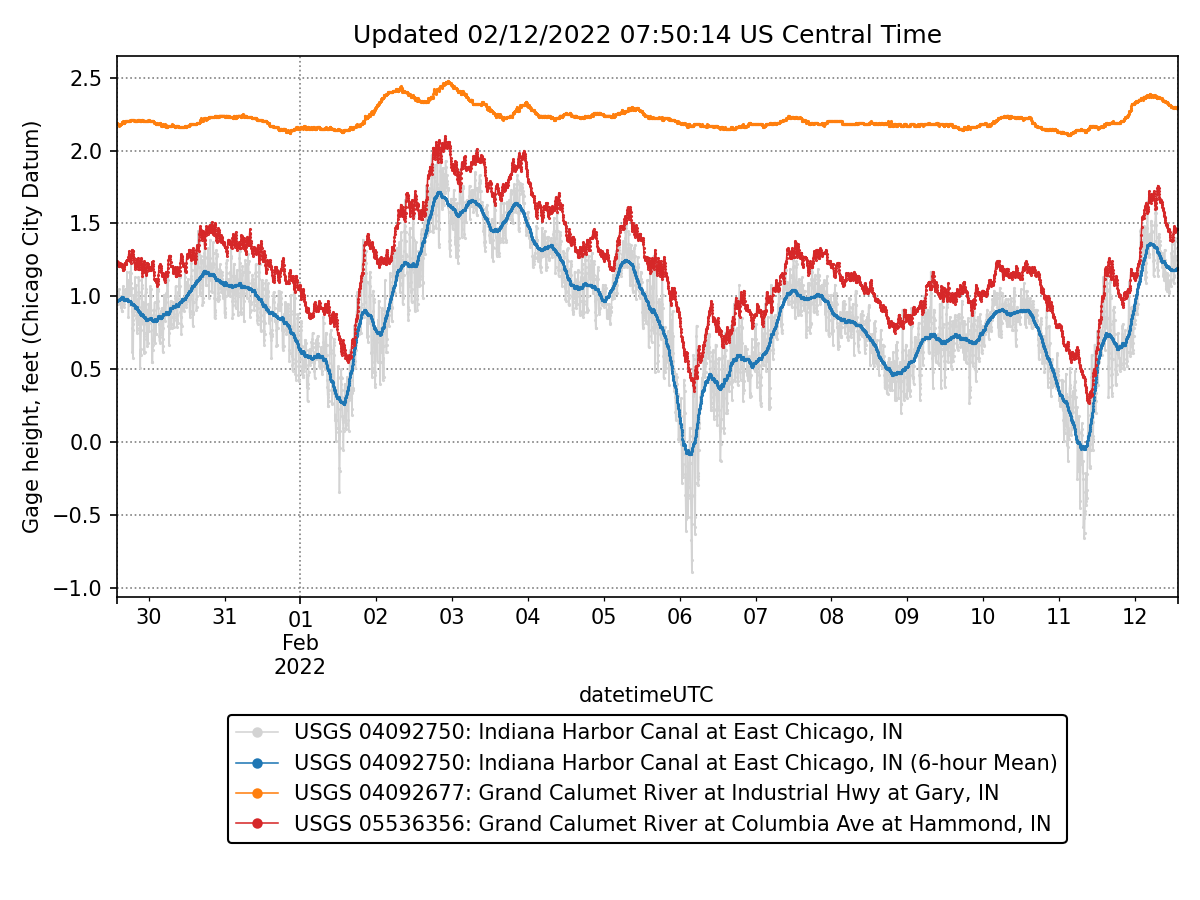 Updated 02/12/2022 07:50:14 US Central Time
Gage height, feet (Chicago City Datum)
2.5
2.0
1.5
1.0
0.5
0.0
−0.5
−1.0
30 31 01 02 03 04 05 06 07 08 09 10 11 12
Feb
2022
datetimeUTC
USGS 04092750: Indiana Harbor Canal at East Chicago, IN
USGS 04092750: Indiana Harbor Canal at East Chicago, IN (6-hour Mean)
USGS 04092677: Grand Calumet River at Industrial Hwy at Gary, IN
USGS 05536356: Grand Calumet River at Columbia Ave at Hammond, IN